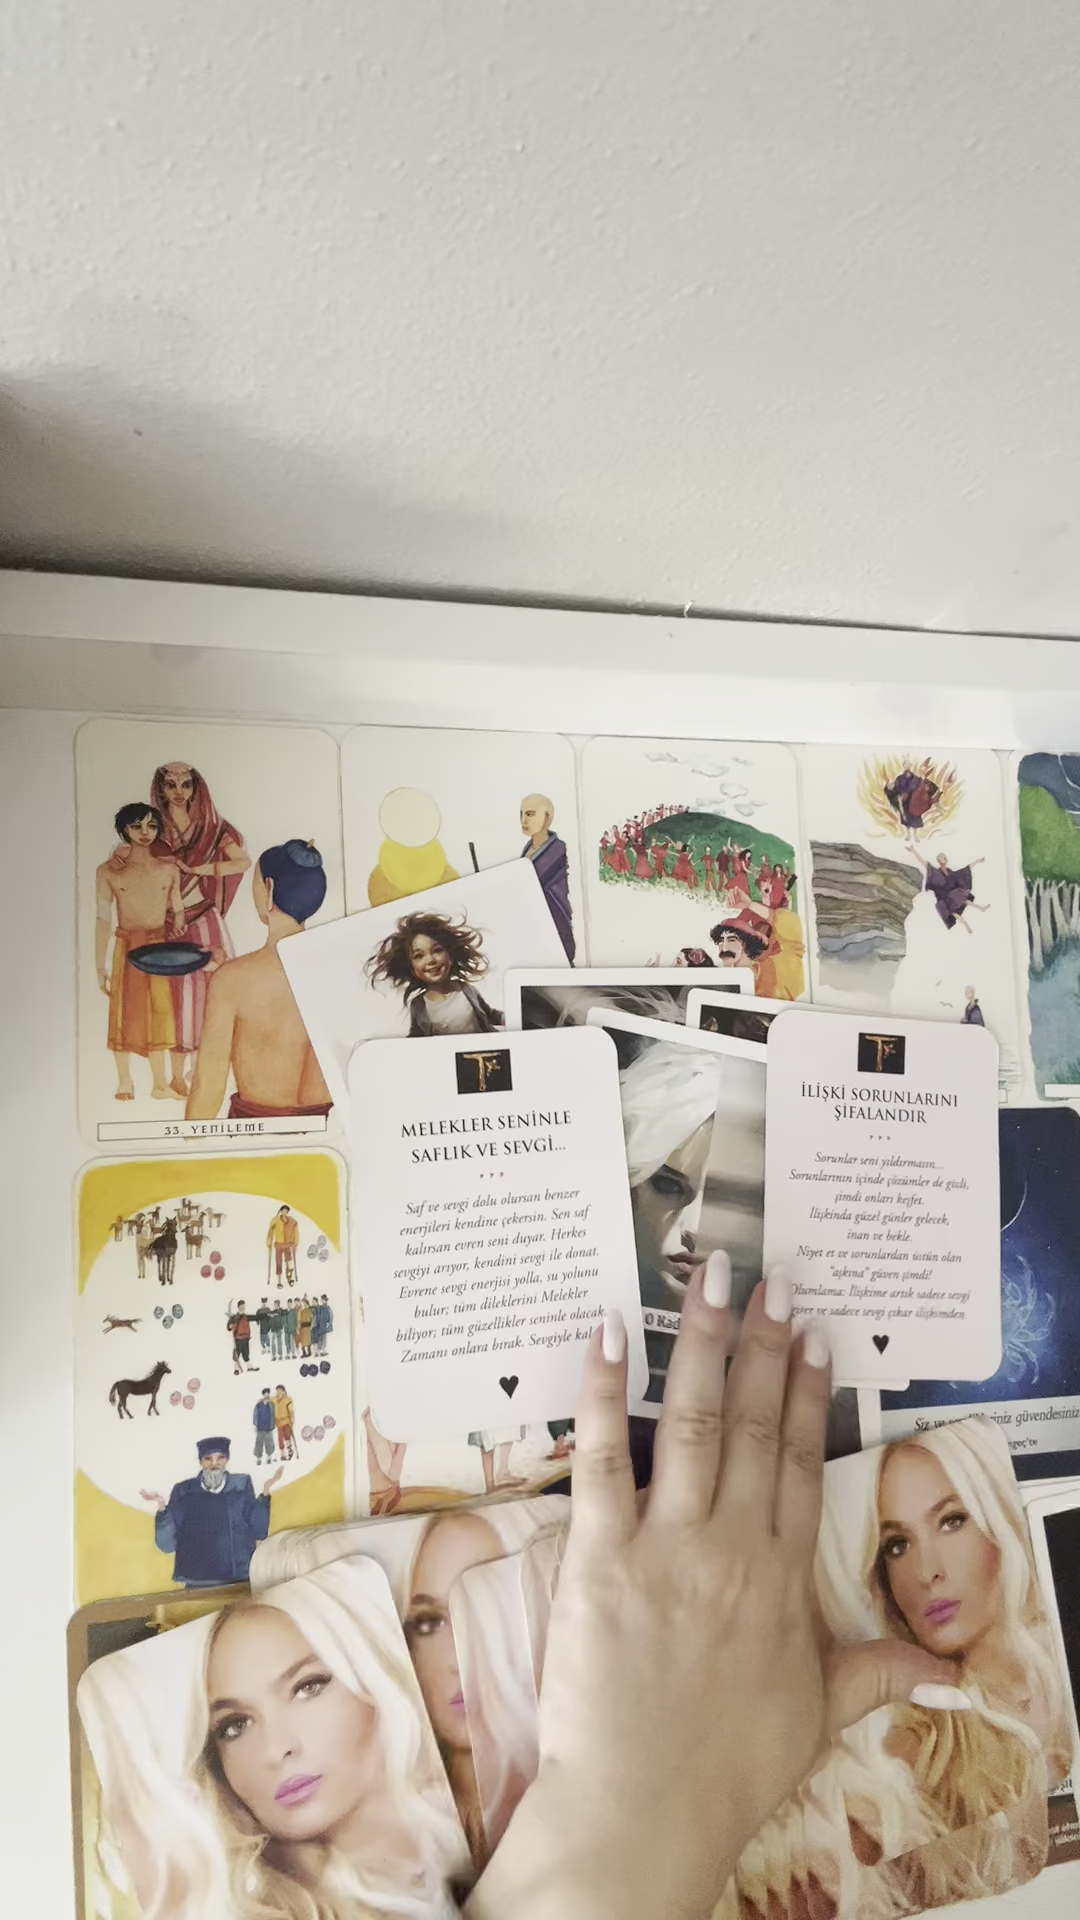 33. YENİLEME
MELEKLER SENİNLE
SAFLIK VE SEVGİ...
Saf ve sevgi dolu olursan benzer
enerjileri kendine çekersin. Sen saf
kalırsan evren seni duyar. Herkes
sevgiyi arıyor, kendini sevgi ile donat.
Evrene sevgi enerjisi yolla, su yolunu
bulur; tüm dileklerini Melekler
biliyor; tüm güzellikler seninle olacak.
Zamanı onlara bırak. Sevgiyle kal
İLİŞKİ SORUNLARINI
ŞİFALANDIR
Sorunlar seni yıldırmasın...
Sorunlarının içinde çözümler de gizli,
şimdi onları keşfet.
İlişkinda güzel günler gelecek,
inan ve bekle.
Niyet et ve sorunlardan üstün olan
"aşkına" güven şimdi!
Olumlama: İlişkime artık sadece sevgi
girer ve sadece sevgi çıkar ilişkimden.
Siz ve güvendesiniz